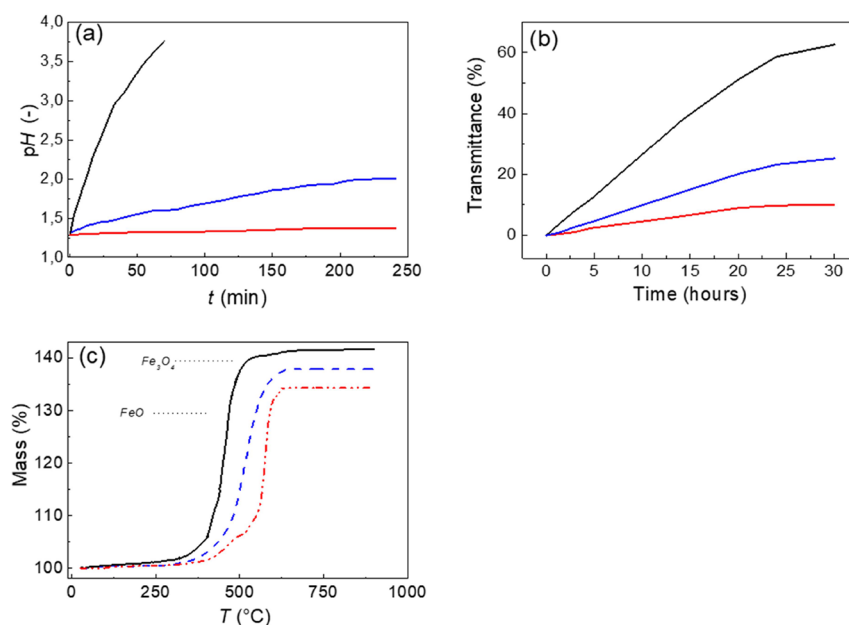 (a)
4,0
3,5
3,0
2,5
2,0
1,5
1,0
pH (-)
0 50 100 150 200 250
t (min)
(b)
60
40
20
0
Transmittance (%)
0 5 10 15 20 25 30
Time (hours)
(c)
140
130
120
110
100
Mass (%)
Fe₃O₄
FeO
0 250 500 750 1000
T (°C)